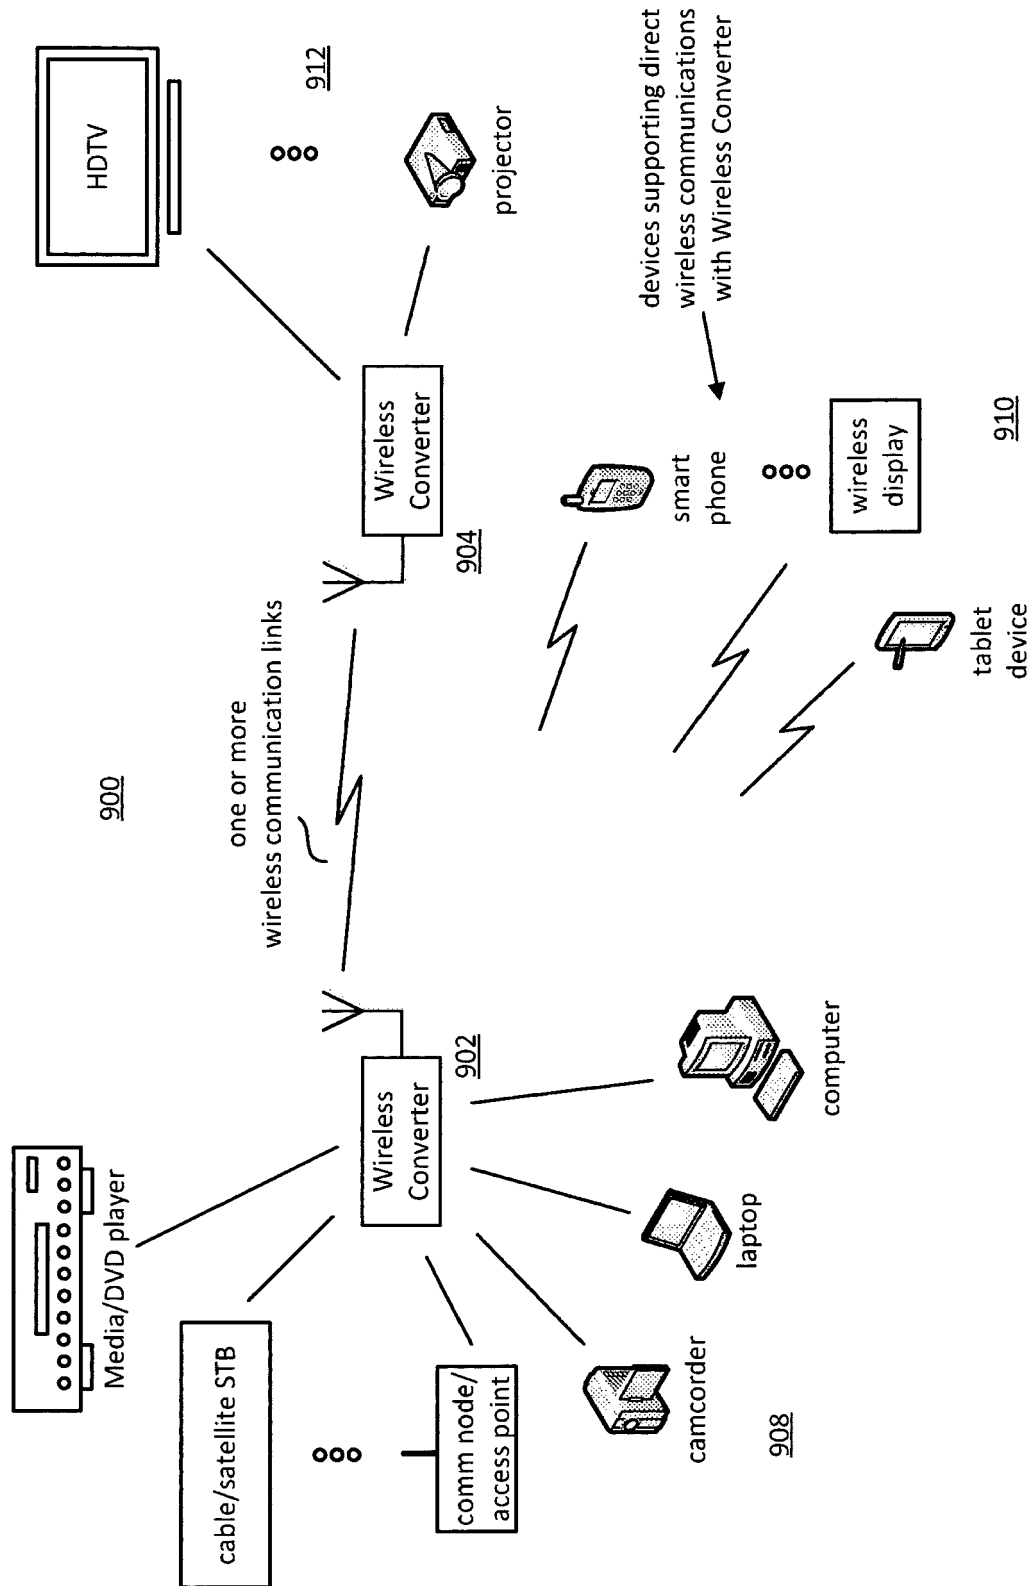 900
Media/DVD player
cable/satellite STB
comm node/
access point
camcorder
908
laptop
computer
Wireless
Converter
902
one or more
wireless communication links
Wireless
Converter
904
HDTV
912
projector
devices supporting direct
wireless communications
with Wireless Converter
smart
phone
wireless
display
910
tablet
device